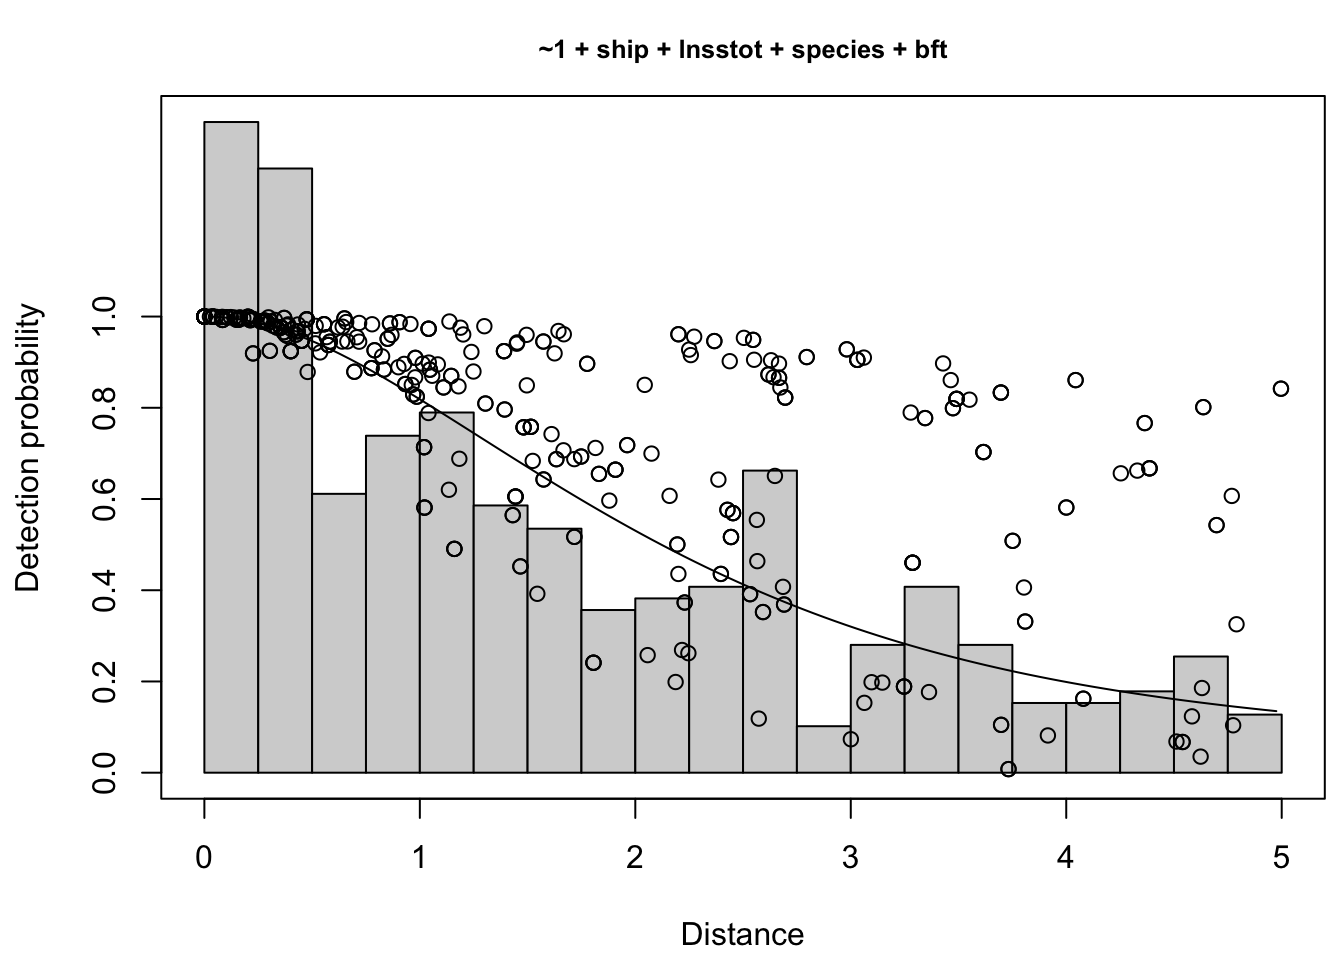 ~1 + ship + lnsstot + species + bft
Detection probability
1.0
0.8
0.6
0.4
0.2
0.0
0 1 2 3 4 5
Distance